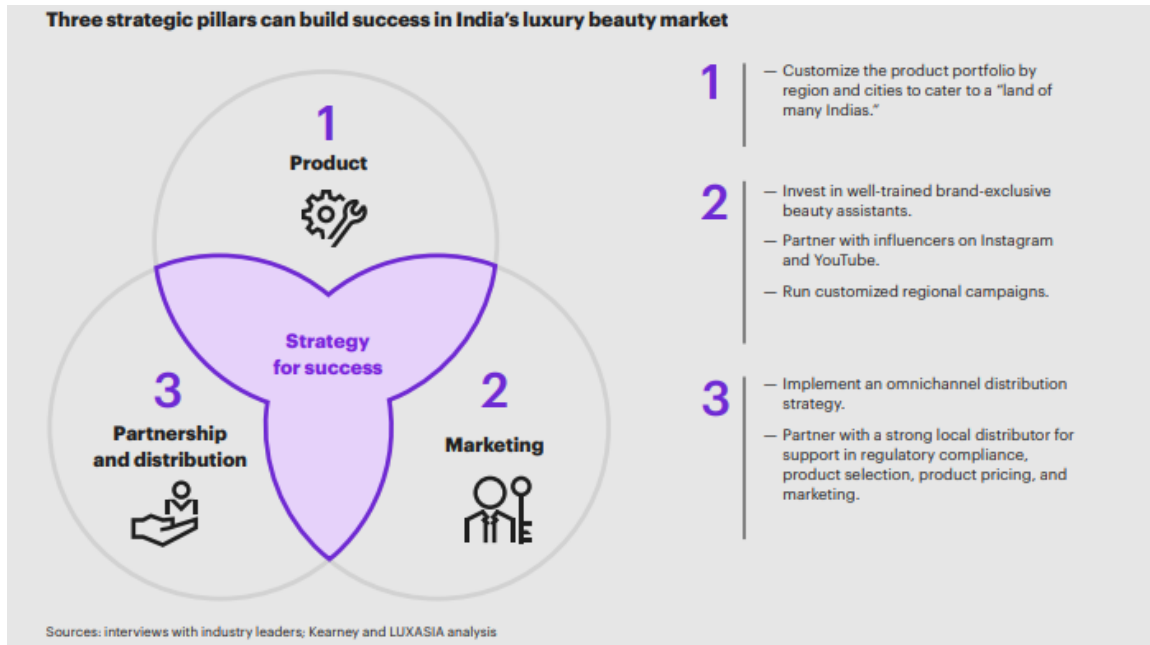 Three strategic pillars can build success in India’s luxury beauty market
1
Product
Strategy
for success
3
Partnership
and distribution
2
Marketing
1
— Customize the product portfolio by
region and cities to cater to a “land of
many Indias.”
2
— Invest in well-trained brand-exclusive
beauty assistants.
— Partner with influencers on Instagram
and YouTube.
— Run customized regional campaigns.
3
— Implement an omnichannel distribution
strategy.
— Partner with a strong local distributor for
support in regulatory compliance,
product selection, product pricing, and
marketing.
Sources: interviews with industry leaders; Kearney and LUXASIA analysis